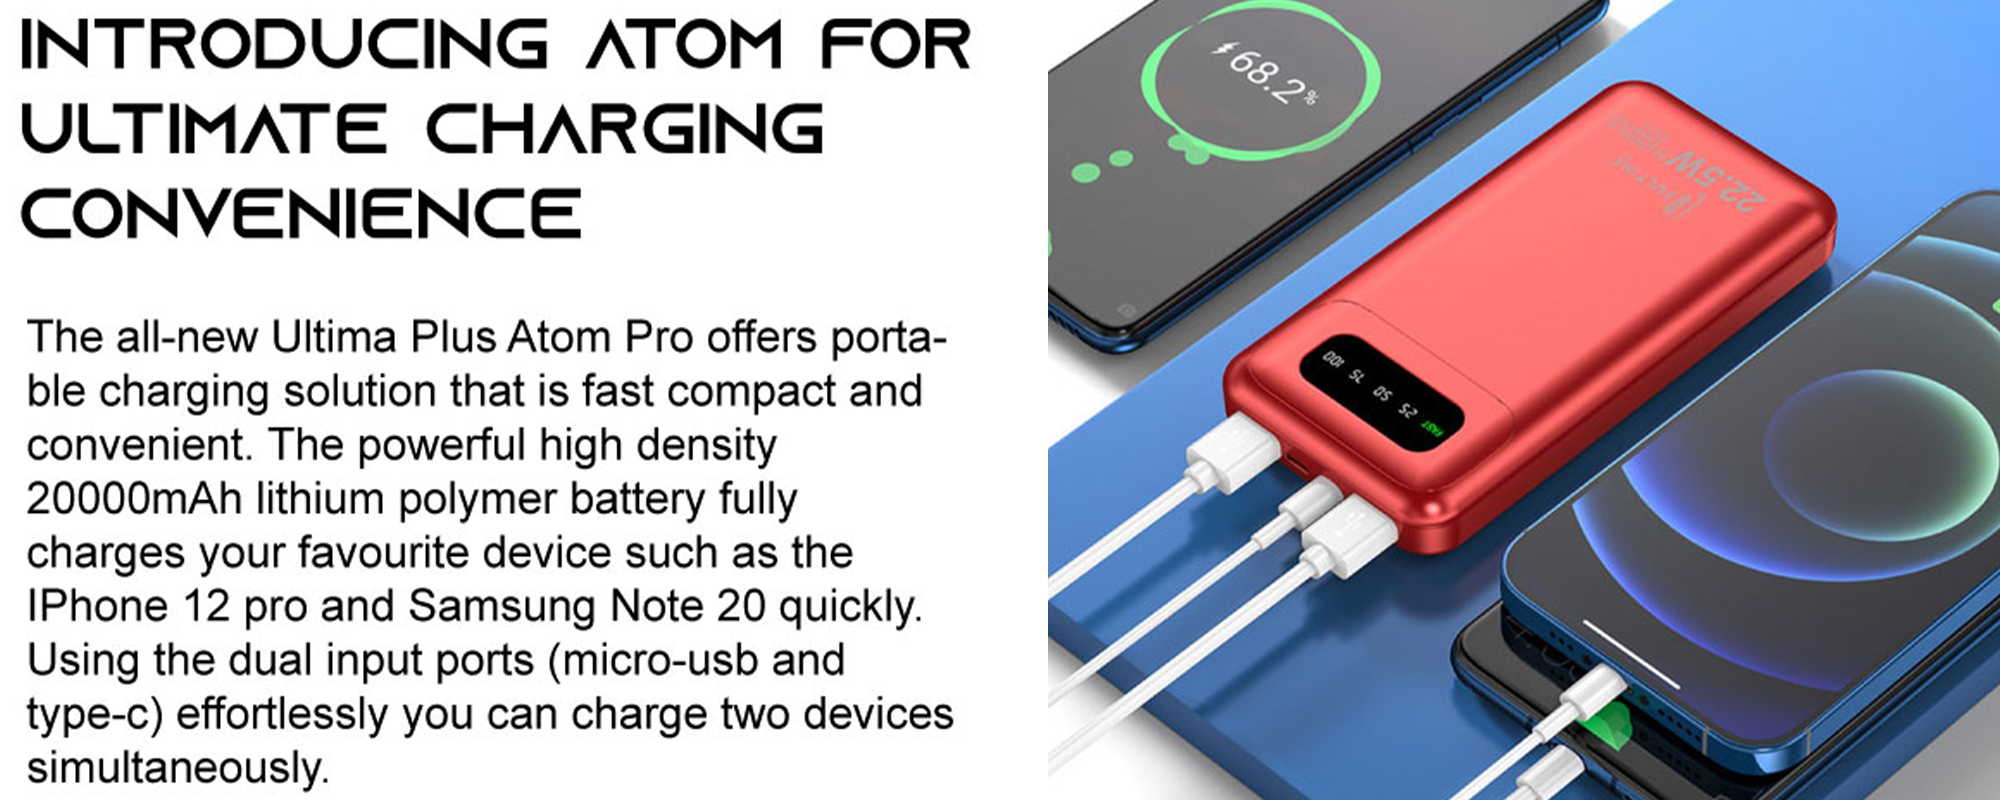 INTRODUCING ATOM FOR
ULTIMATE CHARGING
CONVENIENCE
The all-new Ultima Plus Atom Pro offers porta-
ble charging solution that is fast compact and
convenient. The powerful high density
20000mAh lithium polymer battery fully
charges your favourite device such as the
IPhone 12 pro and Samsung Note 20 quickly.
Using the dual input ports (micro-usb and
type-c) effortlessly you can charge two devices
simultaneously.
68.2%
22.5W
100 75 50 25 FAST